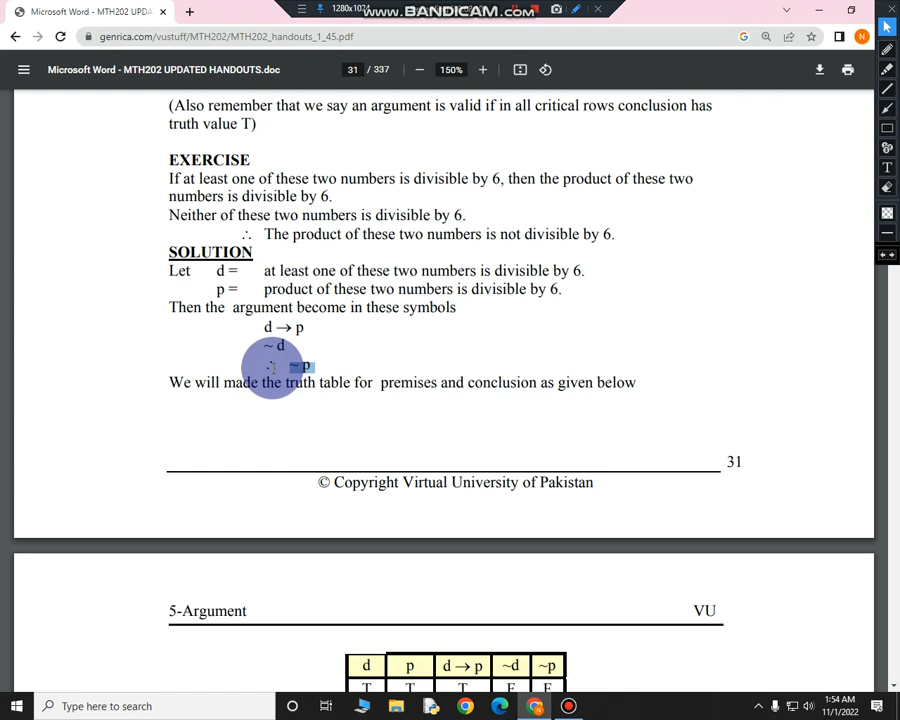 Microsoft Word - MTH202 UPDA
1280x1024
www.BANDICAM.com
genrica.com/vustuff/MTH202/MTH202_handouts_1_45.pdf
N
Microsoft Word - MTH202 UPDATED HANDOUTS.doc
31 / 337
150%
(Also remember that we say an argument is valid if in all critical rows conclusion has
truth value T)
EXERCISE
If at least one of these two numbers is divisible by 6, then the product of these two
numbers is divisible by 6.
Neither of these two numbers is divisible by 6.
∴ The product of these two numbers is not divisible by 6.
SOLUTION
Let d = at least one of these two numbers is divisible by 6.
p = product of these two numbers is divisible by 6.
Then the argument become in these symbols
d → p
~ d
∴ ~ p
We will made the truth table for premises and conclusion as given below
31
© Copyright Virtual University of Pakistan
5-Argument VU
d p d → p ~d ~p
T T T F F
Type here to search
1:54 AM
11/1/2022